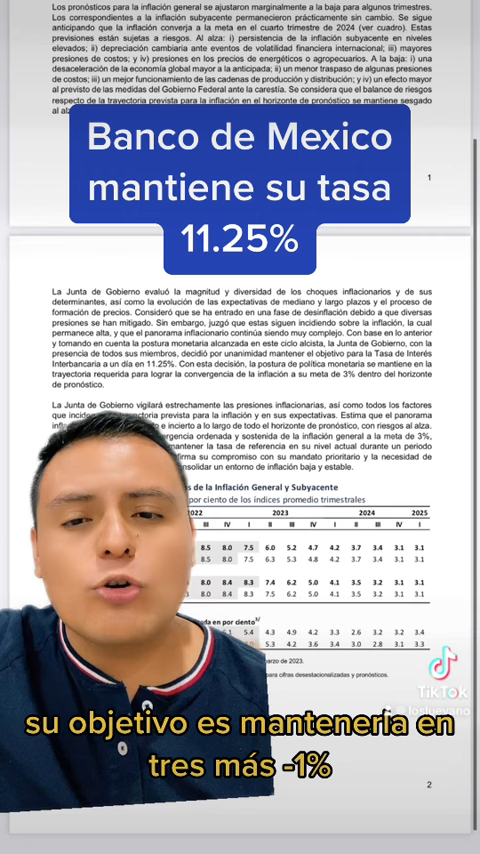 Los pronósticos para la inflación general se ajustaron marginalmente a la baja para algunos trimestres.
Los correspondientes a la inflación subyacente permanecieron prácticamente sin cambio. Se sigue
anticipando que la inflación converja a la meta en el cuarto trimestre de 2024 (ver cuadro). Estas
previsiones están sujetas a riesgos. Al alza: i) persistencia de la inflación subyacente en niveles
elevados; ii) depreciación cambiaria ante eventos de volatilidad financiera internacional; iii) mayores
presiones de costos; y iv) presiones en los precios de energéticos o agropecuarios. A la baja: i) una
desaceleración de la economía global mayor a la anticipada; ii) un menor traspaso de algunas presiones
de costos; iii) un mejor funcionamiento de las cadenas de producción y distribución; y iv) un efecto mayor
al previsto de las medidas del Gobierno Federal ante la carestía. Se considera que el balance de riesgos
respecto de la trayectoria prevista para la inflación en el horizonte de pronóstico se mantiene sesgado
al
Banco de Mexico
mantiene su tasa
11.25%
1
La Junta de Gobierno evaluó la magnitud y diversidad de los choques inflacionarios y de sus
determinantes, así como la evolución de las expectativas de mediano y largo plazos y el proceso de
formación de precios. Consideró que se ha entrado en una fase de desinflación debido a que diversas
presiones se han mitigado. Sin embargo, juzgó que estas siguen incidiendo sobre la inflación, la cual
permanece alta, y que el panorama inflacionario continúa siendo muy complejo. Con base en lo anterior
y tomando en cuenta la postura monetaria alcanzada en este ciclo alcista, la Junta de Gobierno, con la
presencia de todos sus miembros, decidió por unanimidad mantener el objetivo para la Tasa de Interés
Interbancaria a un día en 11.25%. Con esta decisión, la postura de política monetaria se mantiene en la
trayectoria requerida para lograr la convergencia de la inflación a su meta de 3% dentro del horizonte
de pronóstico.
La Junta de Gobierno vigilará estrechamente las presiones inflacionarias, así como todos los factores
que inciden prevista para la inflación y en sus expectativas. Estima que el panorama
e incierto a lo largo de todo el horizonte de pronóstico, con riesgos al alza.
ordenada y sostenida de la inflación general a la meta de 3%,
mantener la tasa de referencia en su nivel actual durante un periodo
su compromiso con su mandato prioritario y la necesidad de
un entorno de inflación baja y estable.
de la Inflación General y Subyacente
por ciento de los índices promedio trimestrales
2022 2023 2024 2025
III IV I II III IV I II III IV I
8.5 8.0 7.5 6.0 5.2 4.7 4.2 3.7 3.4 3.1 3.1
8.5 8.0 7.5 6.3 5.3 4.8 4.2 3.7 3.4 3.1 3.1
8.0 8.4 8.3 7.4 6.2 5.0 4.1 3.5 3.2 3.1 3.1
8.0 8.4 8.3 7.5 6.2 5.0 4.1 3.5 3.2 3.1 3.1
en por ciento
5.4 4.3 4.9 4.2 3.3 2.6 3.2 3.2 3.4
5.3 4.2 3.6 3.4 3.0 2.8 3.1 3.3
marzo de 2023.
para cifras desestacionalizadas y pronósticos.
TikTok
su objetivo es mantenerla en
tres más -1%
2